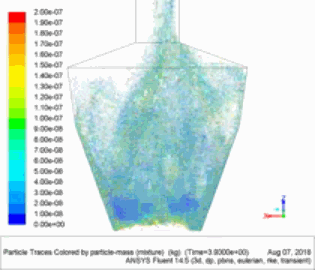 2.00e-07
1.90e-07
1.80e-07
1.70e-07
1.60e-07
1.50e-07
1.40e-07
1.30e-07
1.20e-07
1.10e-07
1.00e-07
9.00e-08
8.00e-08
7.00e-08
6.00e-08
5.00e-08
4.00e-08
3.00e-08
2.00e-08
1.00e-08
0.00e+00
Particle Traces Colored by particle-mass (mixture) (kg) (Time=3.9300e+00) Aug 07, 2018
ANSYS Fluent 14.5 (3d, dp, pbns, eulerian, rke, transient)